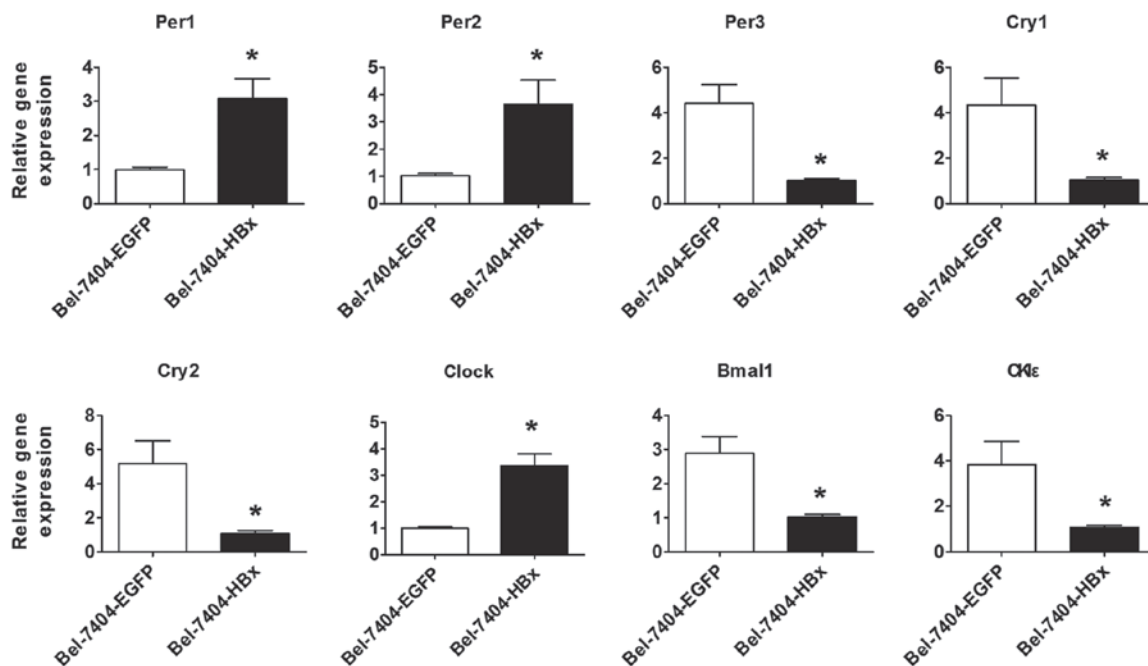 Per1
Per2
Per3
Cry1
Relative gene
expression
4
3
2
1
0
*
5
4
3
2
1
0
*
6
4
2
0
*
6
4
2
0
*
Bel-7404-EGFP
Bel-7404-HBx
Bel-7404-EGFP
Bel-7404-HBx
Bel-7404-EGFP
Bel-7404-HBx
Bel-7404-EGFP
Bel-7404-HBx
Cry2
Clock
Bmal1
CKIε
Relative gene
expression
8
6
4
2
0
*
5
4
3
2
1
0
*
4
3
2
1
0
*
6
4
2
0
*
Bel-7404-EGFP
Bel-7404-HBx
Bel-7404-EGFP
Bel-7404-HBx
Bel-7404-EGFP
Bel-7404-HBx
Bel-7404-EGFP
Bel-7404-HBx